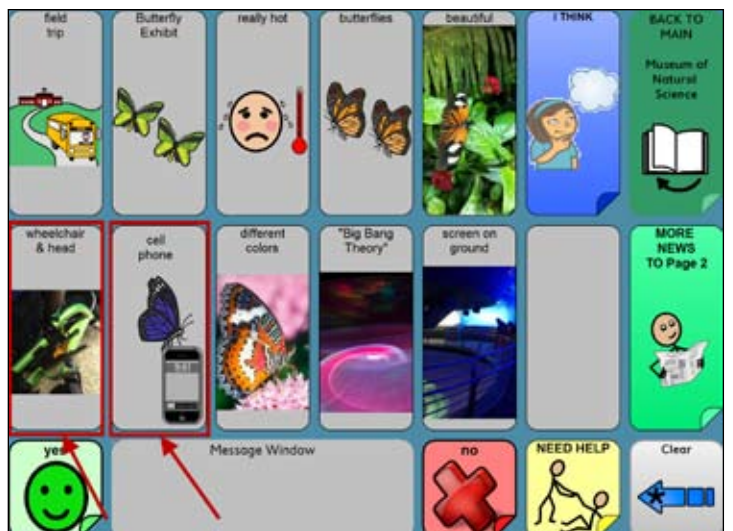 field
trip
Butterfly
Exhibit
really hot
butterflies
beautiful
I THINK
BACK TO
MAIN
Museum of
Natural
Science
wheelchair
& head
cell
phone
different
colors
"Big Bang
Theory"
screen on
ground
MORE
NEWS
TO Page 2
yes
Message Window
no
NEED HELP
Clear